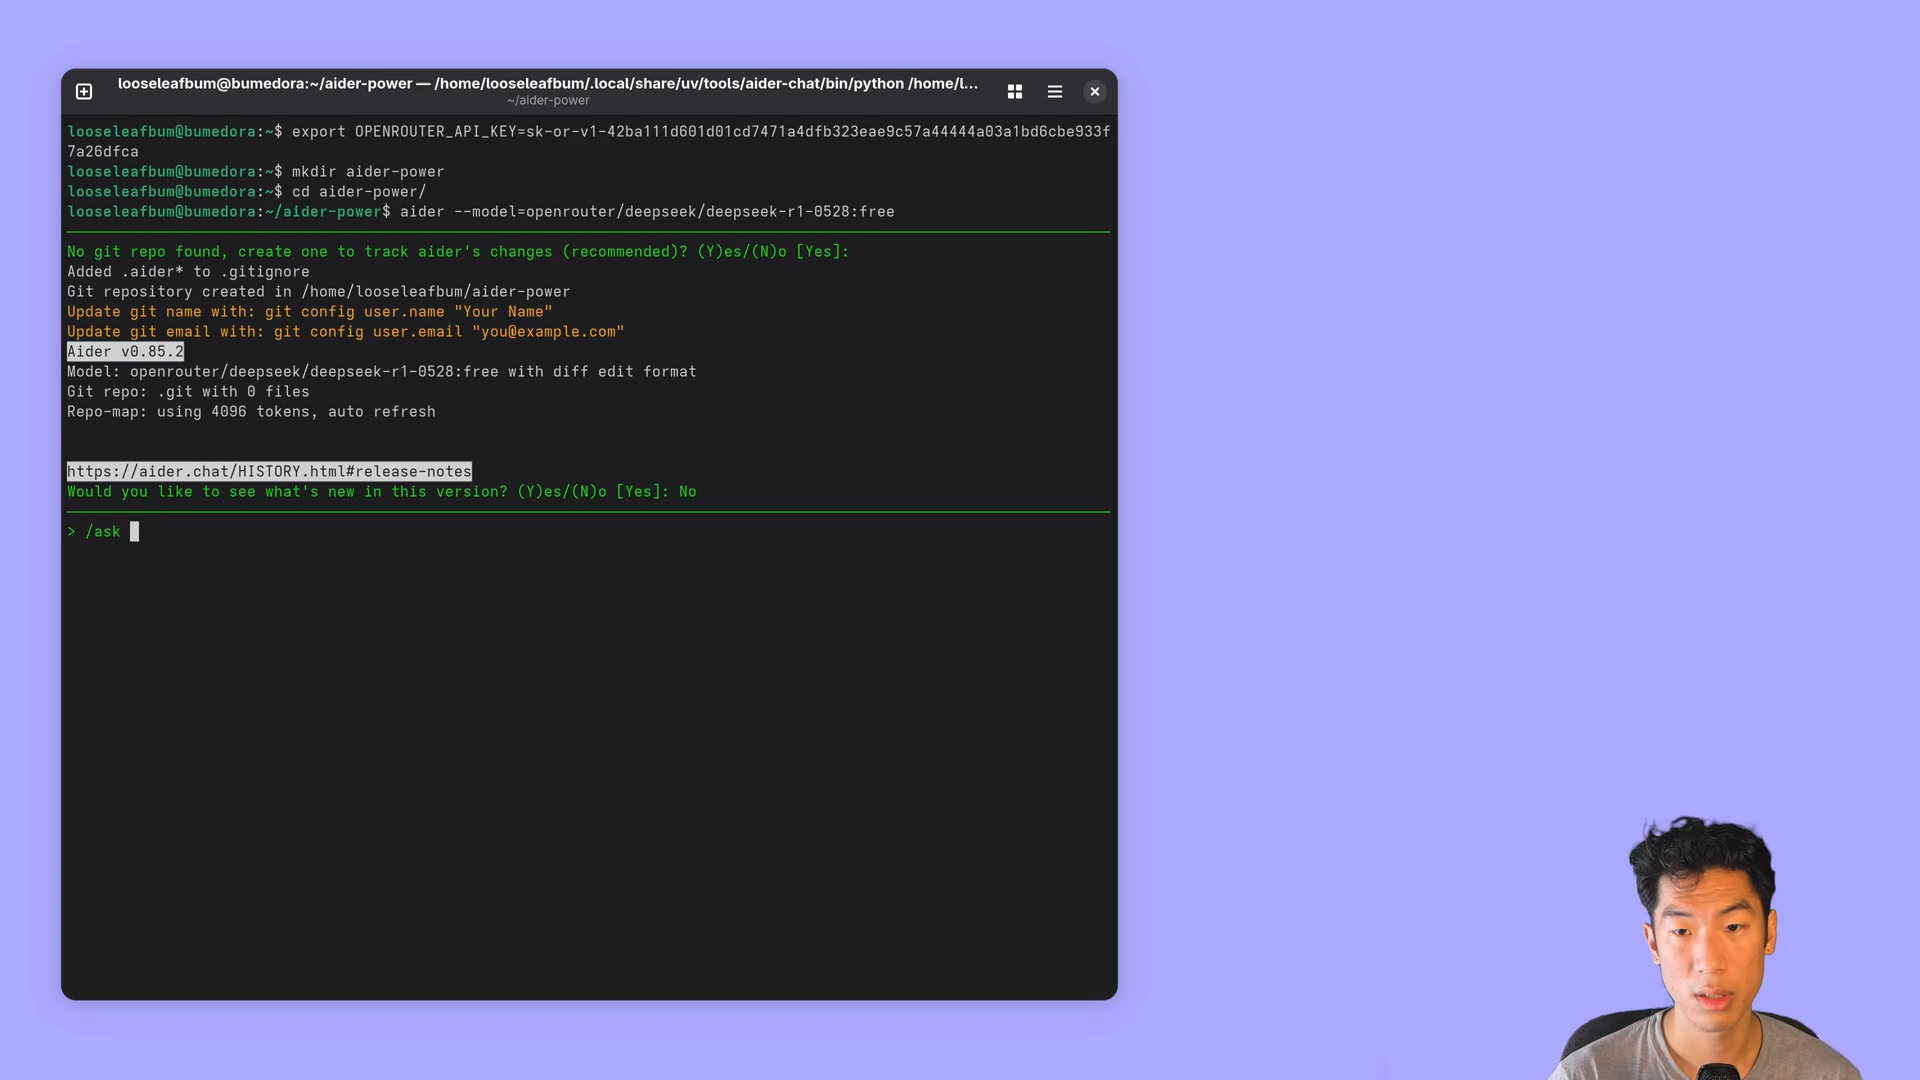 looseleafbum@bumedora:~/aider-power — /home/looseleafbum/.local/share/uv/tools/aider-chat/bin/python /home/l...
~/aider-power
looseleafbum@bumedora:~$ export OPENROUTER_API_KEY=sk-or-v1-42ba111d601d01cd7471a4dfb323eae9c57a44444a03a1bd6cbe933f
7a26dfca
looseleafbum@bumedora:~$ mkdir aider-power
looseleafbum@bumedora:~$ cd aider-power/
looseleafbum@bumedora:~/aider-power$ aider --model=openrouter/deepseek/deepseek-r1-0528:free
No git repo found, create one to track aider's changes (recommended)? (Y)es/(N)o [Yes]:
Added .aider* to .gitignore
Git repository created in /home/looseleafbum/aider-power
Update git name with: git config user.name "Your Name"
Update git email with: git config user.email "you@example.com"
Aider v0.85.2
Model: openrouter/deepseek/deepseek-r1-0528:free with diff edit format
Git repo: .git with 0 files
Repo-map: using 4096 tokens, auto refresh
https://aider.chat/HISTORY.html#release-notes
Would you like to see what's new in this version? (Y)es/(N)o [Yes]: No
> /ask